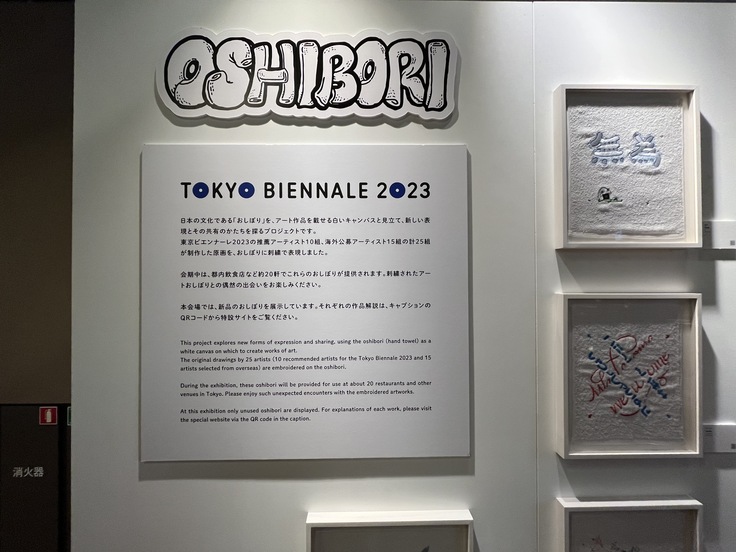 OSHIBORI
TOKYO BIENNALE 2023
日本の文化である「おしぼり」を、アート作品を載せる白いキャンバスと見立て、新しい表
現とその共有のかたちを探るプロジェクトです。
東京ビエンナーレ2023の推薦アーティスト10組、海外公募アーティスト15組の計25組
が制作した原画を、おしぼりに刺繍で表現しました。
会期中は、都内飲食店など約20軒でこれらのおしぼりが提供されます。刺繍されたアー
トおしぼりとの偶然の出会いをお楽しみください。
本会場では、新品のおしぼりを展示しています。それぞれの作品解説は、キャプションの
QRコードから特設サイトをご覧ください。
This project explores new forms of expression and sharing, using the oshibori (hand towel) as a
white canvas on which to create works of art.
The original drawings by 25 artists (10 recommended artists for the Tokyo Biennale 2023 and 15
artists selected from overseas) are embroidered on the oshibori.
During the exhibition, these oshibori will be provided for use at about 20 restaurants and other
venues in Tokyo. Please enjoy such unexpected encounters with the embroidered artworks.
At this exhibition only unused oshibori are displayed. For explanations of each work, please visit
the special website via the QR code in the caption.
消火器